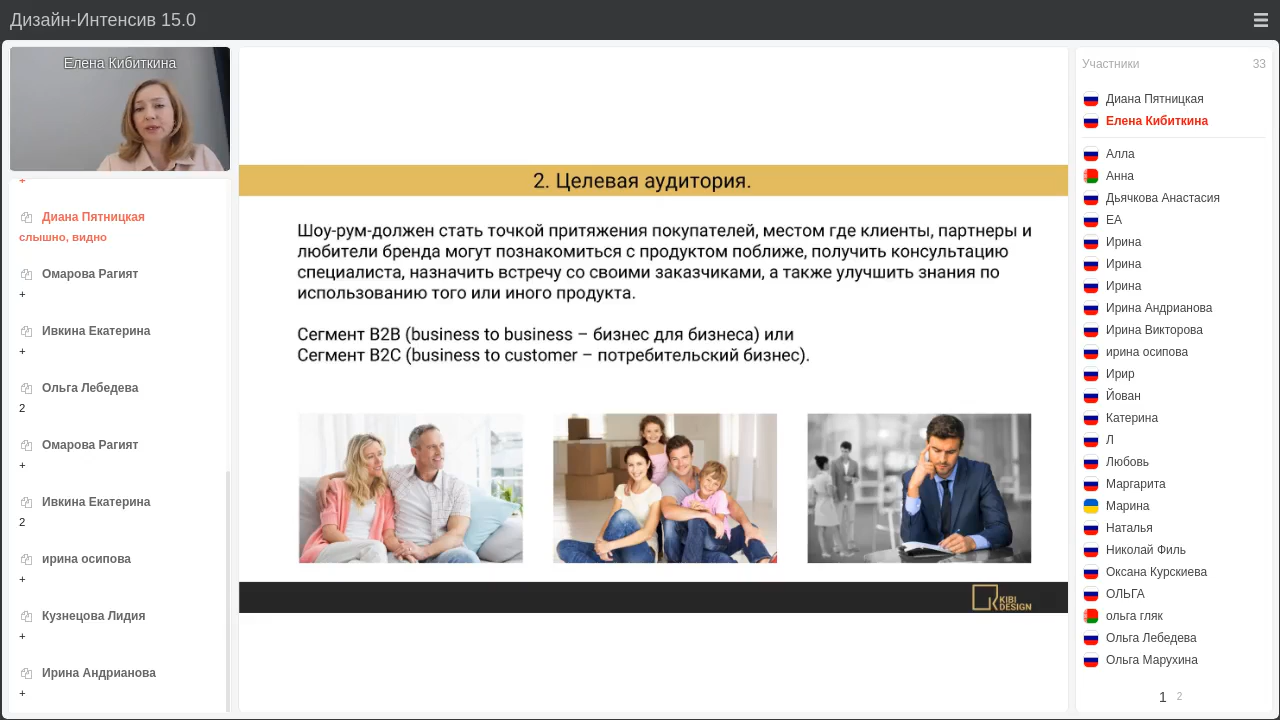 Дизайн-Интенсив 15.0
Елена Кибиткина
+
Диана Пятницкая
слышно, видно
Омарова Рагият
+
Ивкина Екатерина
+
Ольга Лебедева
2
Омарова Рагият
+
Ивкина Екатерина
2
ирина осипова
+
Кузнецова Лидия
+
Ирина Андрианова
+
2. Целевая аудитория.
Шоу-рум-должен стать точкой притяжения покупателей, местом где клиенты, партнеры и
любители бренда могут познакомиться с продуктом поближе, получить консультацию
специалиста, назначить встречу со своими заказчиками, а также улучшить знания по
использованию того или иного продукта.
Сегмент B2B (business to business – бизнес для бизнеса) или
Сегмент B2C (business to customer – потребительский бизнес).
KIBI
DESIGN
Участники 33
Диана Пятницкая
Елена Кибиткина
Алла
Анна
Дьячкова Анастасия
ЕА
Ирина
Ирина
Ирина
Ирина Андрианова
Ирина Викторова
ирина осипова
Ирир
Йован
Катерина
Л
Любовь
Маргарита
Марина
Наталья
Николай Филь
Оксана Курскиева
ОЛЬГА
ольга гляк
Ольга Лебедева
Ольга Марухина
1 2